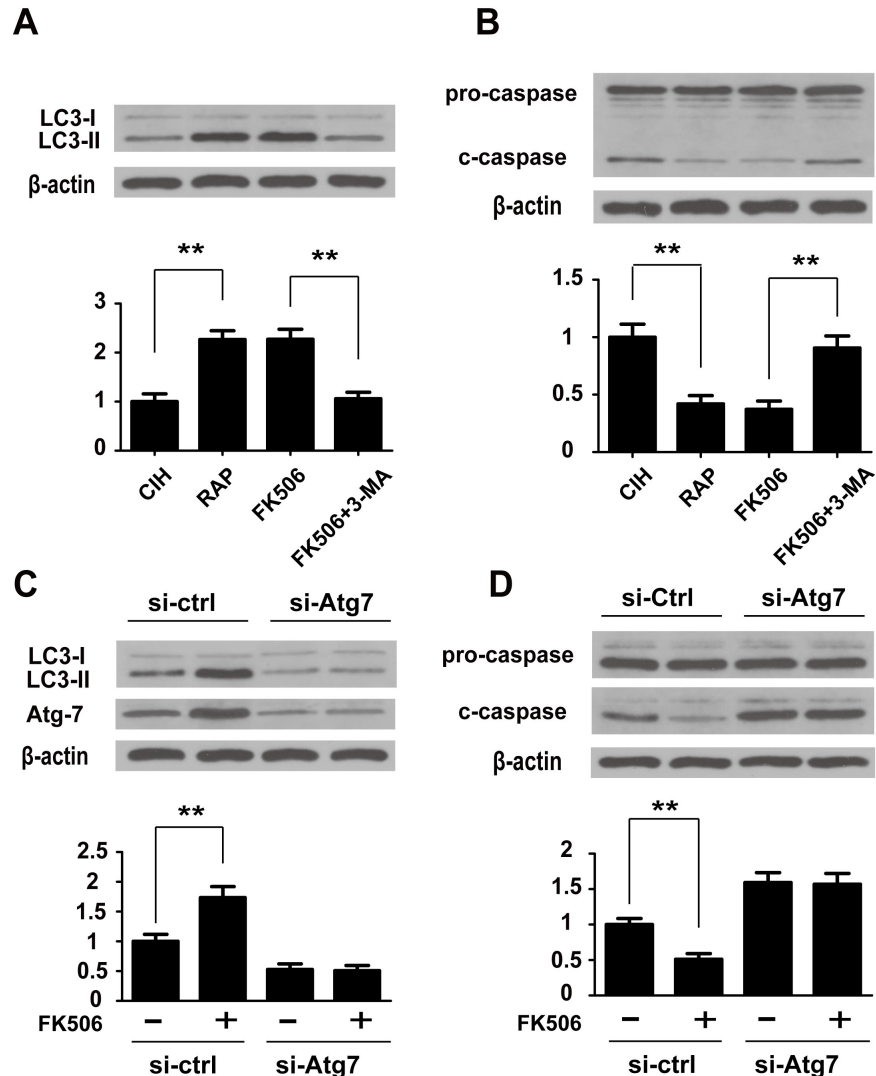 A
LC3-I
LC3-II
β-actin
** **
3
2
1
0
CIH RAP FK506 FK506+3-MA
B
pro-caspase
c-caspase
β-actin
** **
1.5
1
0.5
0
CIH RAP FK506 FK506+3-MA
C
si-ctrl si-Atg7
LC3-I
LC3-II
Atg-7
β-actin
**
2.5
2
1.5
1
0.5
0
FK506 − + − +
si-ctrl si-Atg7
D
si-Ctrl si-Atg7
pro-caspase
c-caspase
β-actin
**
2
1.5
1
0.5
0
FK506 − + − +
si-ctrl si-Atg7